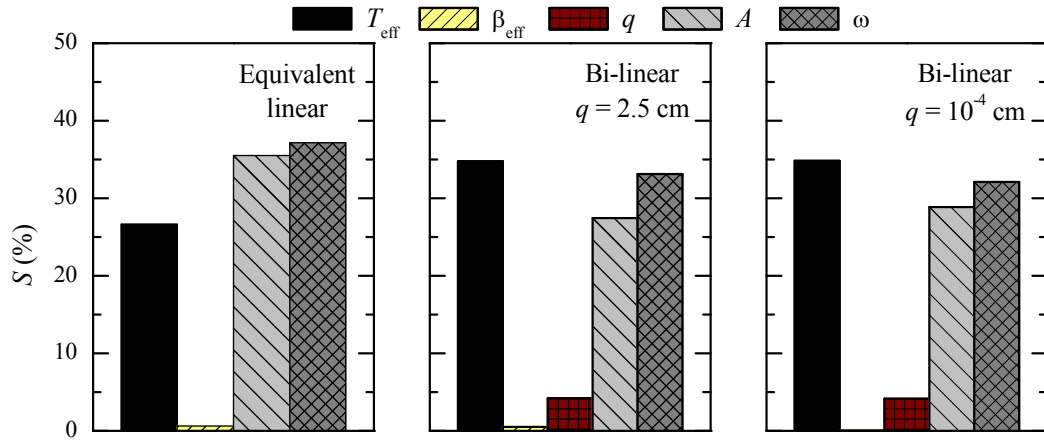 T_eff β_eff q A ω
50
40
30
20
10
0
S (%)
Equivalent
linear
Bi-linear
q = 2.5 cm
Bi-linear
q = 10⁻⁴ cm